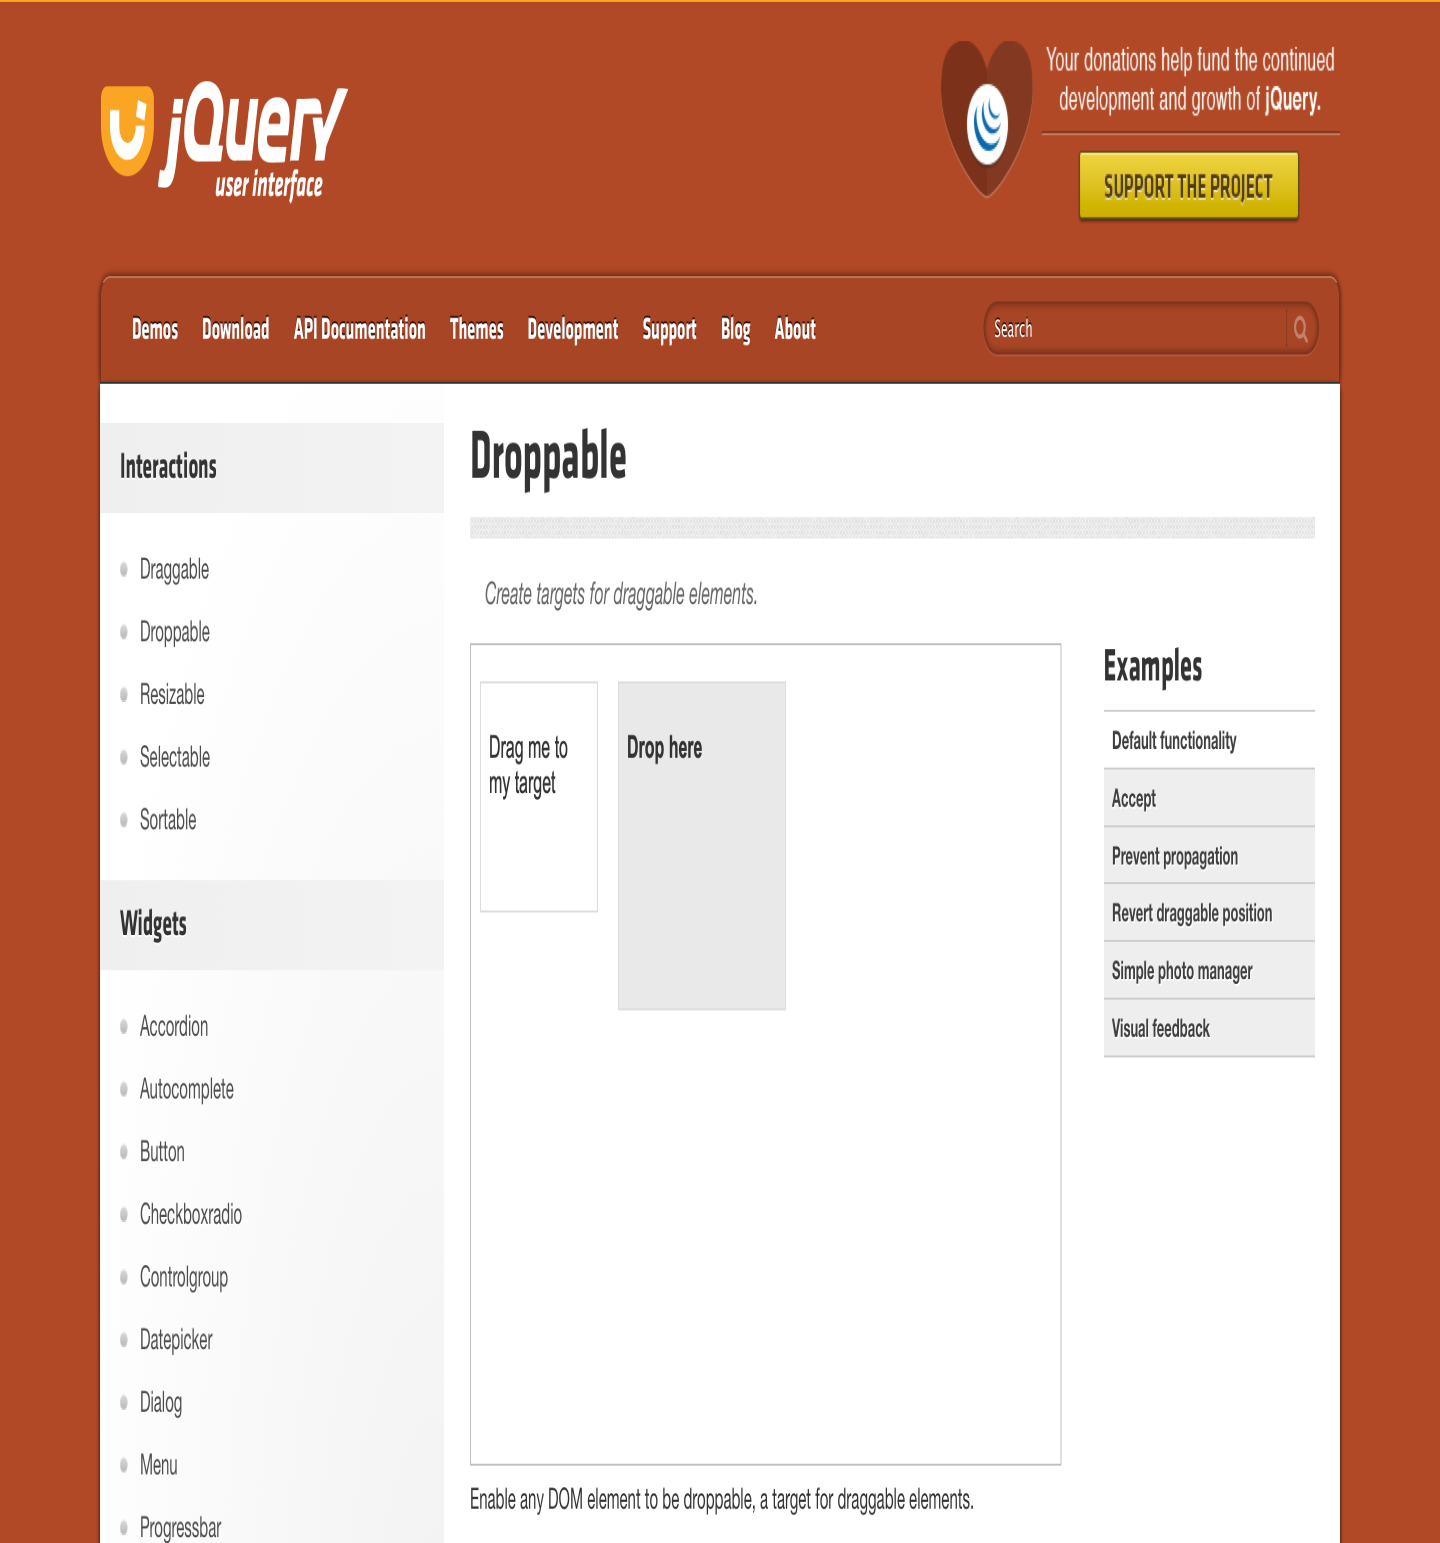 jQuery
user interface
Your donations help fund the continued
development and growth of jQuery.
SUPPORT THE PROJECT
Demos Download API Documentation Themes Development Support Blog About
Search
Interactions
Draggable
Droppable
Resizable
Selectable
Sortable
Widgets
Accordion
Autocomplete
Button
Checkboxradio
Controlgroup
Datepicker
Dialog
Menu
Progressbar
Droppable
Create targets for draggable elements.
Drag me to
my target
Drop here
Examples
Default functionality
Accept
Prevent propagation
Revert draggable position
Simple photo manager
Visual feedback
Enable any DOM element to be droppable, a target for draggable elements.